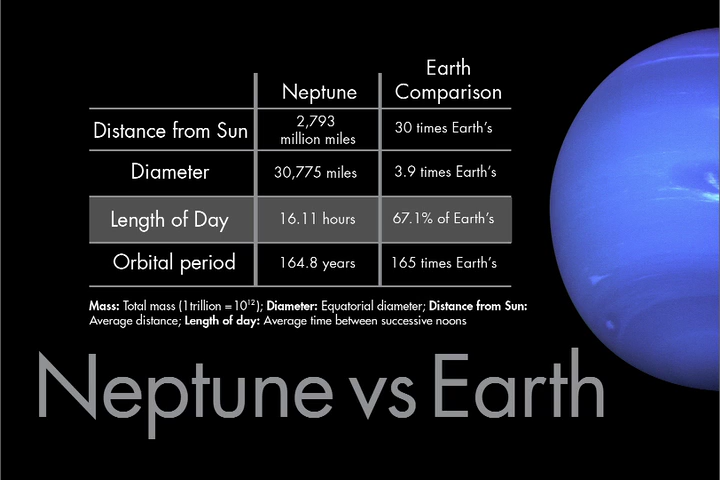 Neptune
Earth
Comparison
Distance from Sun
2,793
million miles
30 times Earth's
Diameter
30,775 miles
3.9 times Earth's
Length of Day
16.11 hours
67.1% of Earth's
Orbital period
164.8 years
165 times Earth's
Mass: Total mass (1trillion =10¹²); Diameter: Equatorial diameter; Distance from Sun:
Average distance; Length of day: Average time between successive noons
Neptune vs Earth